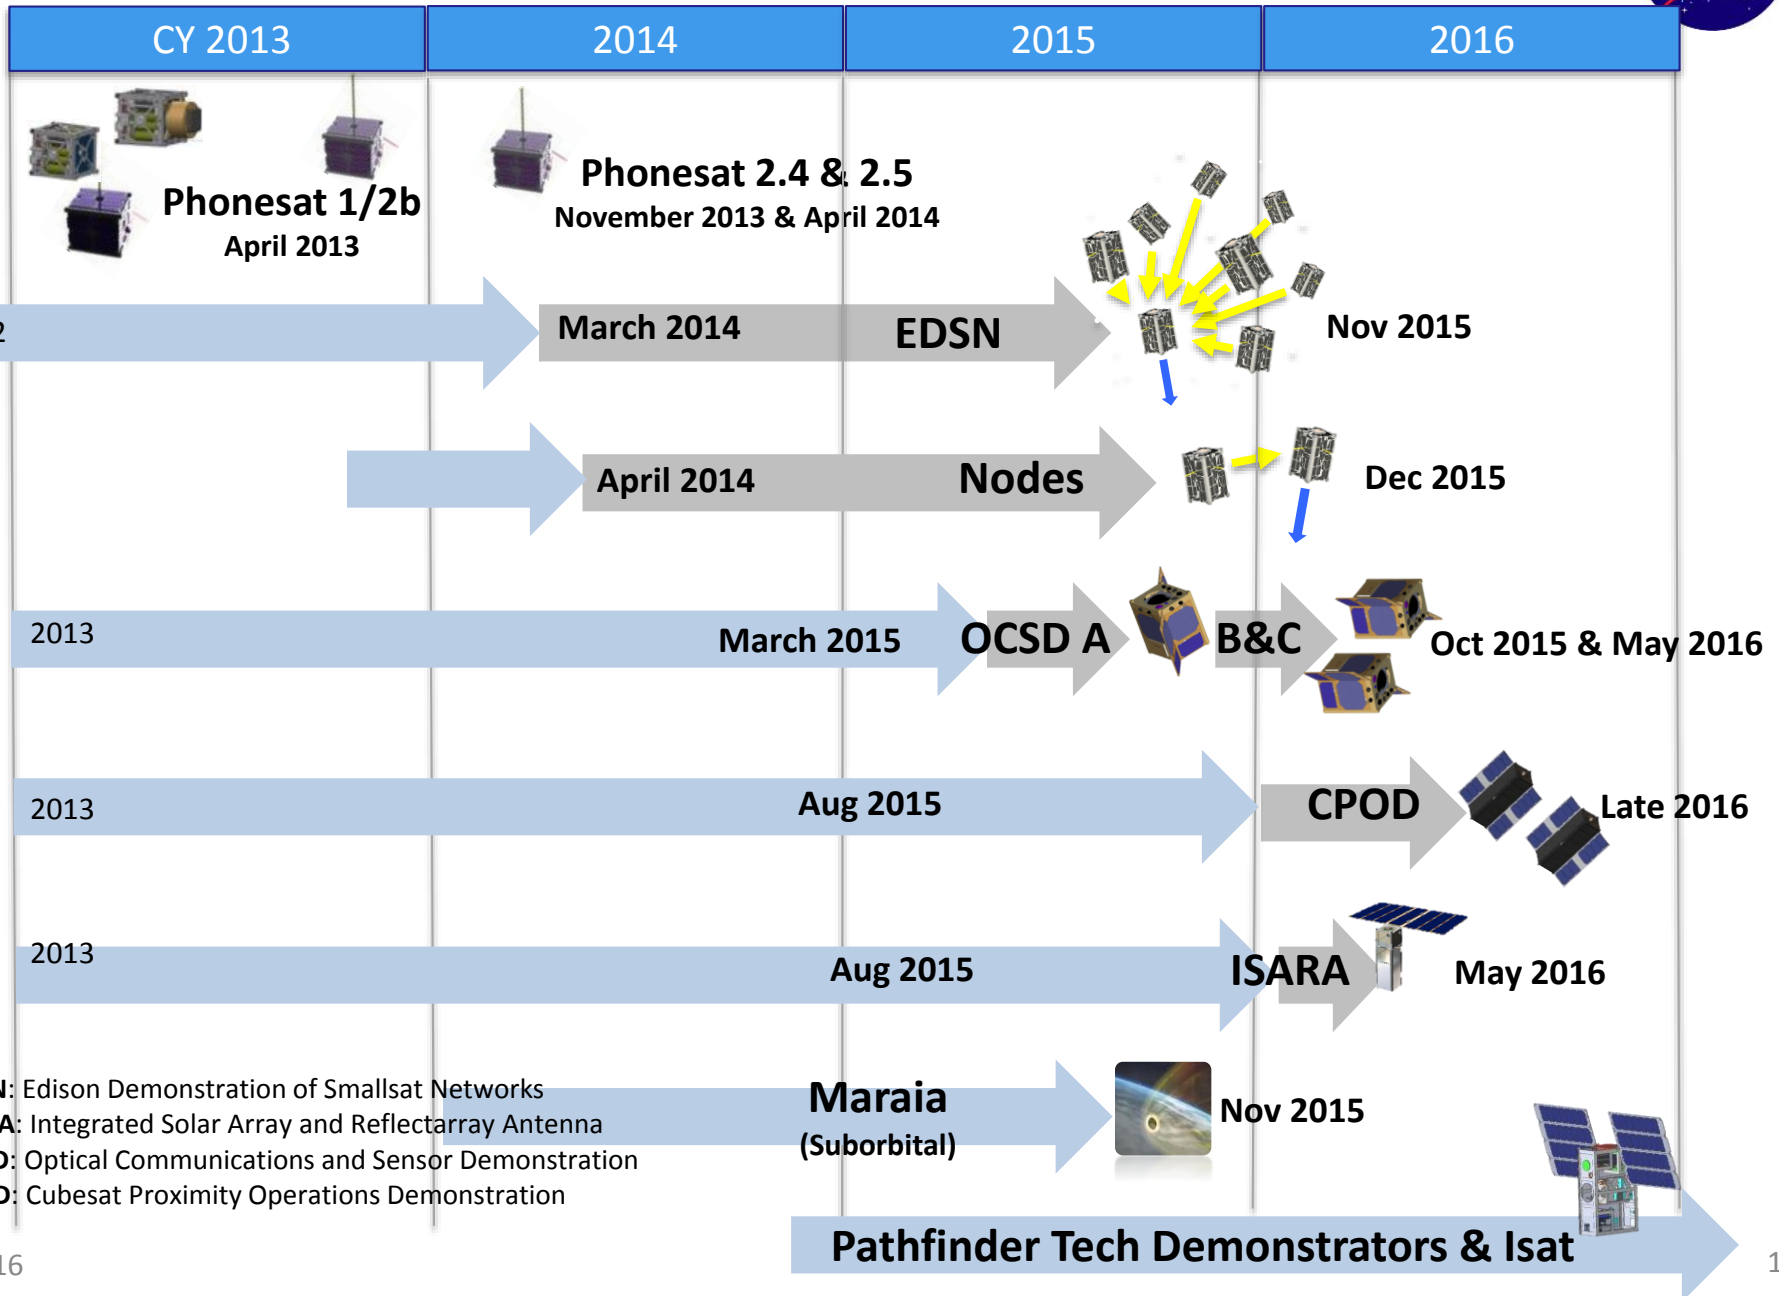 CY 2013
2014
2015
2016
Phonesat 1/2b
April 2013
Phonesat 2.4 & 2.5
November 2013 & April 2014
2
March 2014
EDSN
Nov 2015
April 2014
Nodes
Dec 2015
2013
March 2015
OCSD A
B&C
Oct 2015 & May 2016
2013
Aug 2015
CPOD
Late 2016
2013
Aug 2015
ISARA
May 2016
Maraia
(Suborbital)
Nov 2015
: Edison Demonstration of Smallsat Networks
A: Integrated Solar Array and Reflectarray Antenna
: Optical Communications and Sensor Demonstration
D: Cubesat Proximity Operations Demonstration
Pathfinder Tech Demonstrators & Isat
16
1